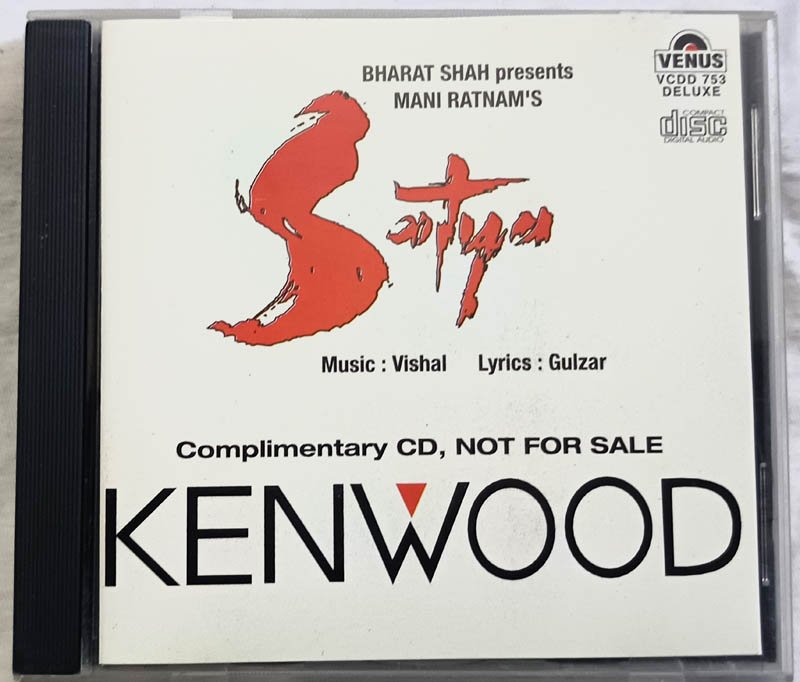 BHARAT SHAH presents
MANI RATNAM'S
VENUS
VCDD 753
DELUXE
COMPACT
disc
DIGITAL AUDIO
Satya
Music : Vishal Lyrics : Gulzar
Complimentary CD, NOT FOR SALE
KENWOOD